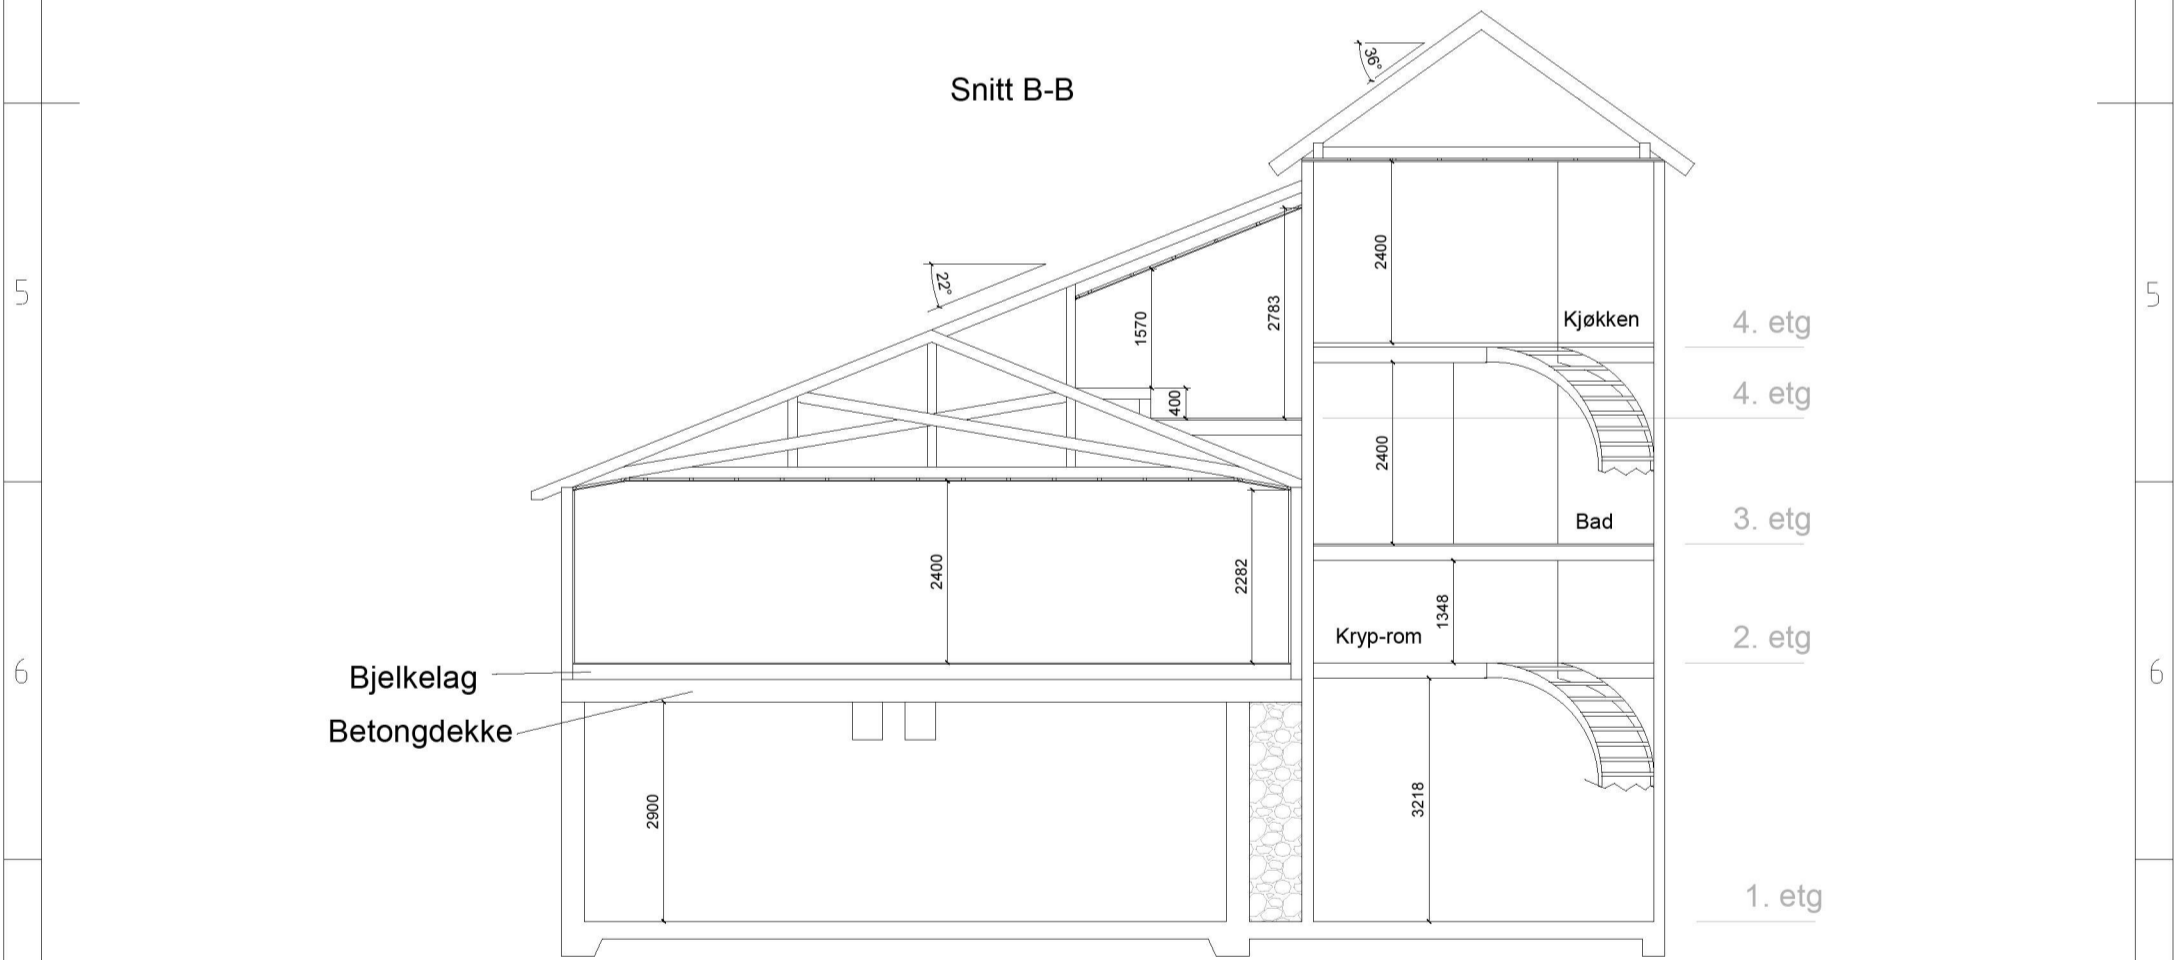 Snitt B-B
36°
22°
5
5
2400
2783
1570
400
Kjøkken
4. etg
4. etg
2400
Bad
3. etg
2400
2282
1348
Kryp-rom
2. etg
6
6
Bjelkelag
Betongdekke
2900
3218
1. etg